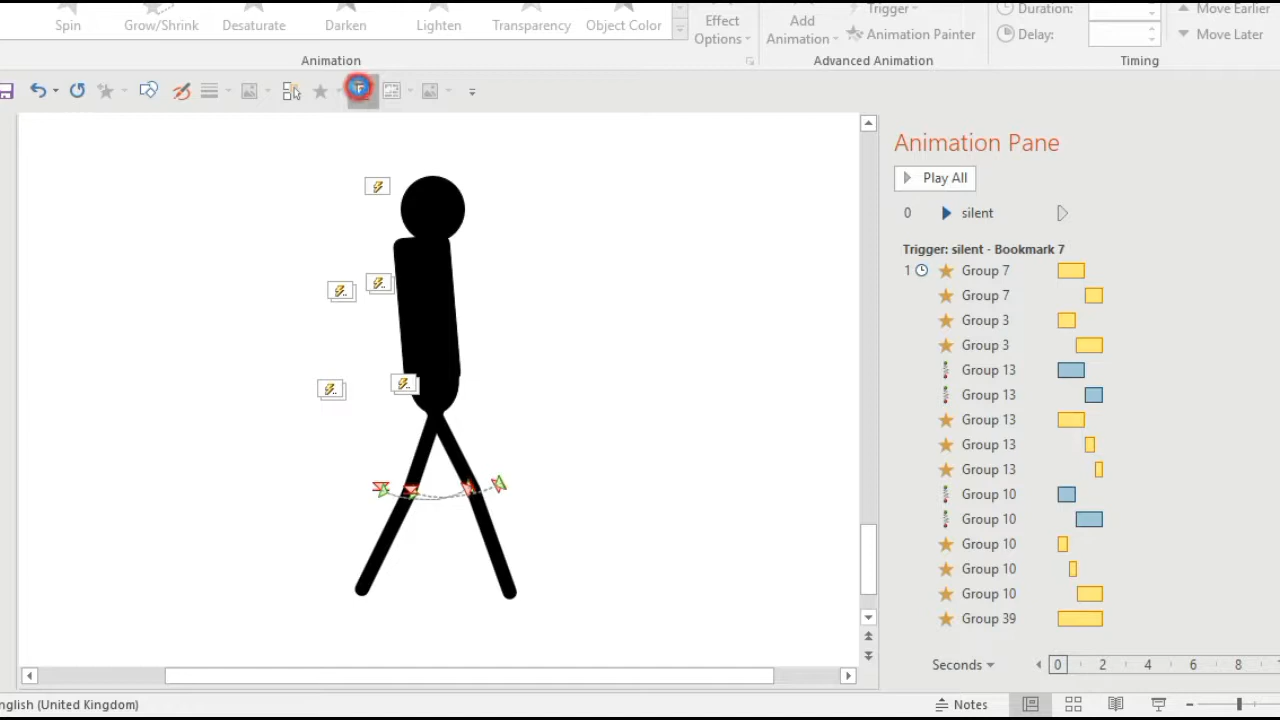 Spin Grow/Shrink Desaturate Darken Lighten Transparency Object Color
Effect
Options
Add
Animation
Trigger
Animation Painter
Duration:
Delay:
Move Earlier
Move Later
Animation Advanced Animation Timing
Animation Pane
Play All
0 silent
Trigger: silent - Bookmark 7
1 Group 7
Group 7
Group 3
Group 3
Group 13
Group 13
Group 13
Group 13
Group 13
Group 10
Group 10
Group 10
Group 10
Group 10
Group 39
Seconds 0 2 4 6 8
nglish (United Kingdom) Notes